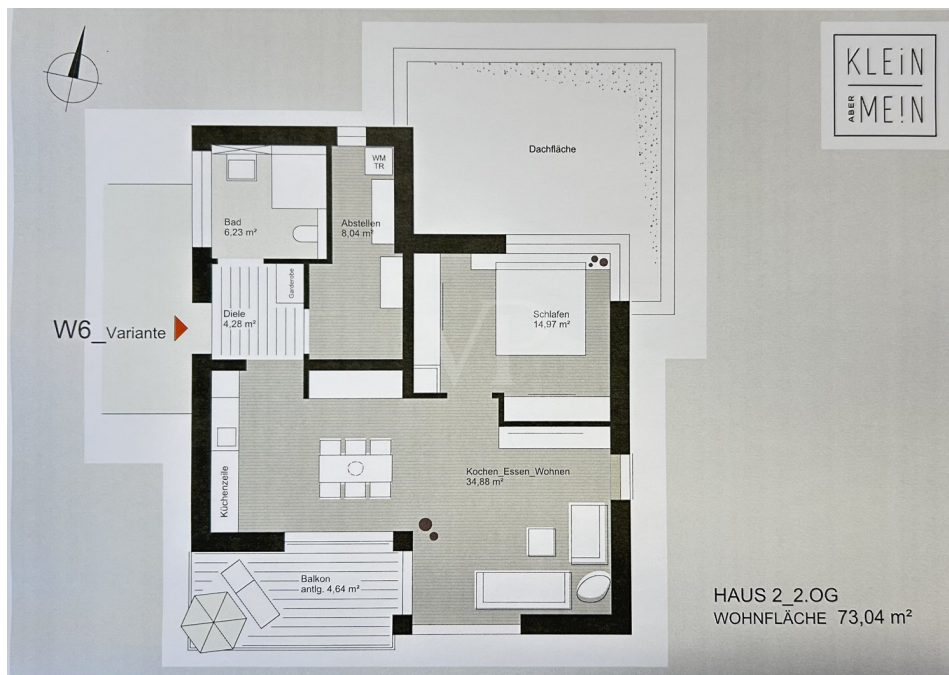 KLEiN
ABER
ME!N
Dachfläche
WM
TR
Bad
6,23 m²
Abstellen
8,04 m²
Garderobe
Diele
4,28 m²
Schlafen
14,97 m²
W6_Variante
VP
Kochen_Essen_Wohnen
34,88 m²
Küchenzeile
Balkon
antlg. 4,64 m²
HAUS 2_2.OG
WOHNFLÄCHE 73,04 m²